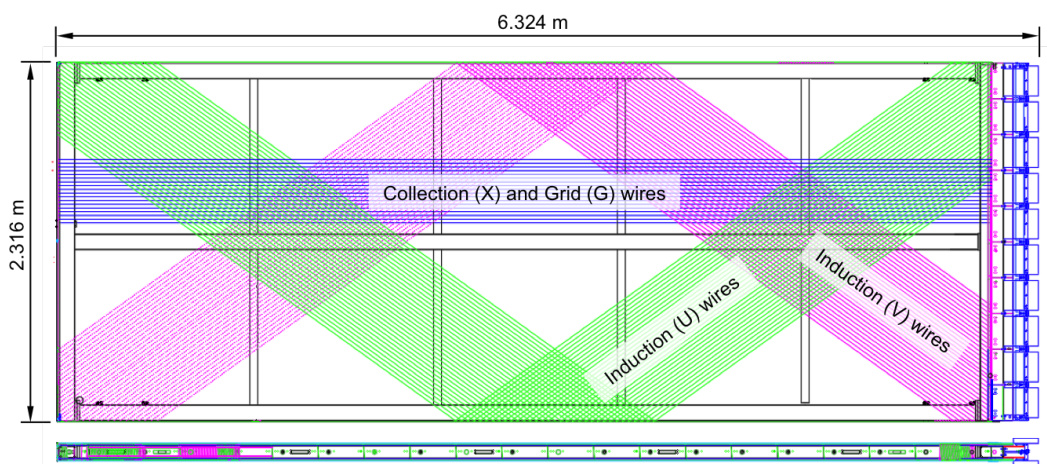 6.324 m
2.316 m
Collection (X) and Grid (G) wires
Induction (U) wires
Induction (V) wires